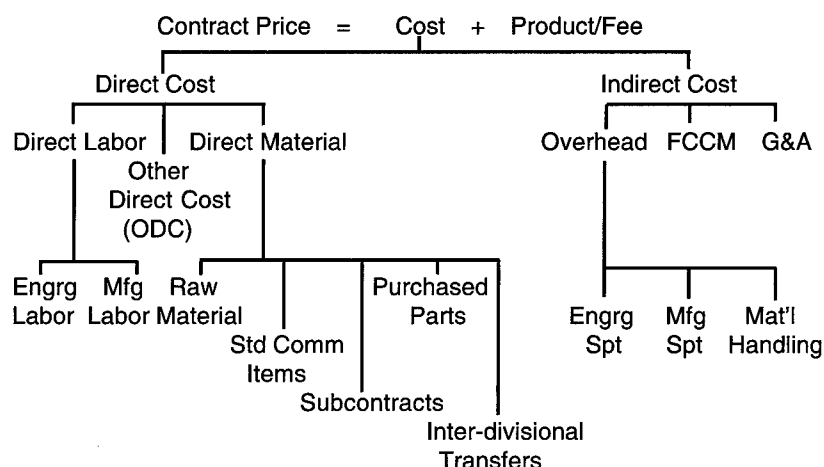 Contract Price = Cost + Product/Fee
Direct Cost
Indirect Cost
Direct Labor
Other
Direct Cost
(ODC)
Direct Material
Overhead
FCCM
G&A
Engrg
Labor
Mfg
Labor
Raw
Material
Std Comm
Items
Subcontracts
Purchased
Parts
Inter-divisional
Transfers
Engrg
Spt
Mfg
Spt
Mat'l
Handling